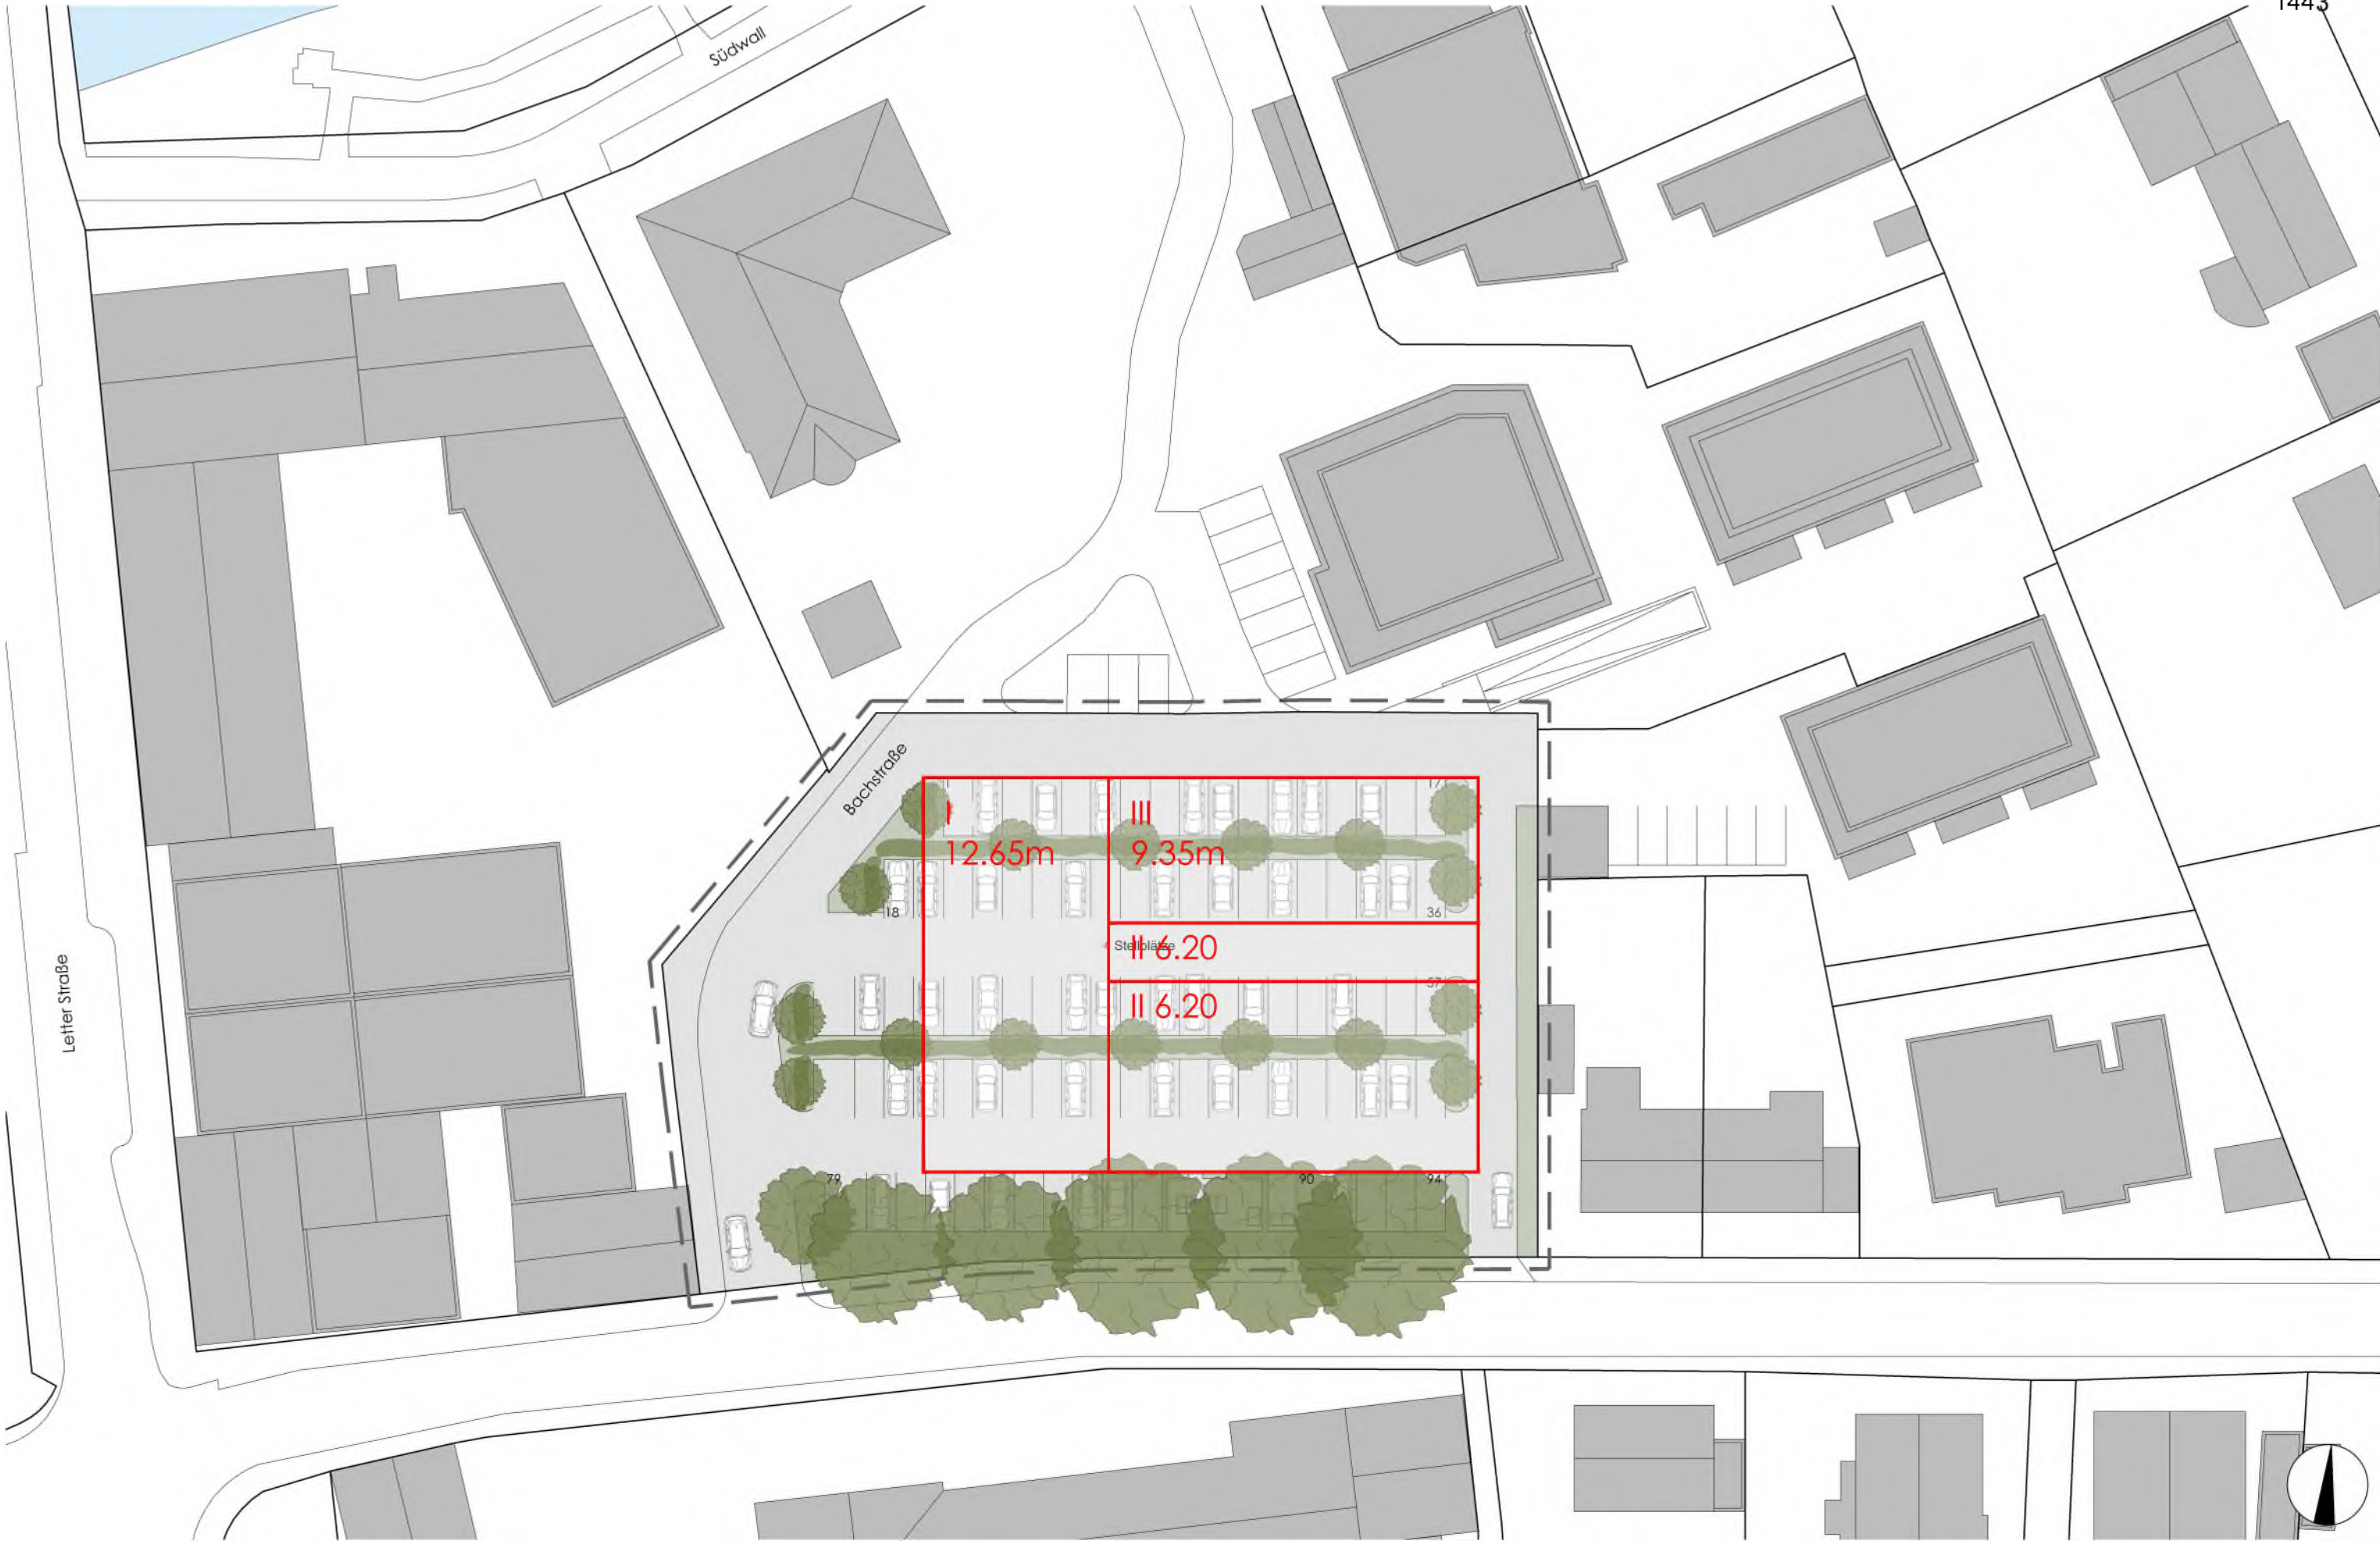 1443
Südwall
Bachstraße
17
I
III
12.65m
9.35m
18
36
Stellplätze
II 6.20
57
II 6.20
Letter Straße
79
90
94